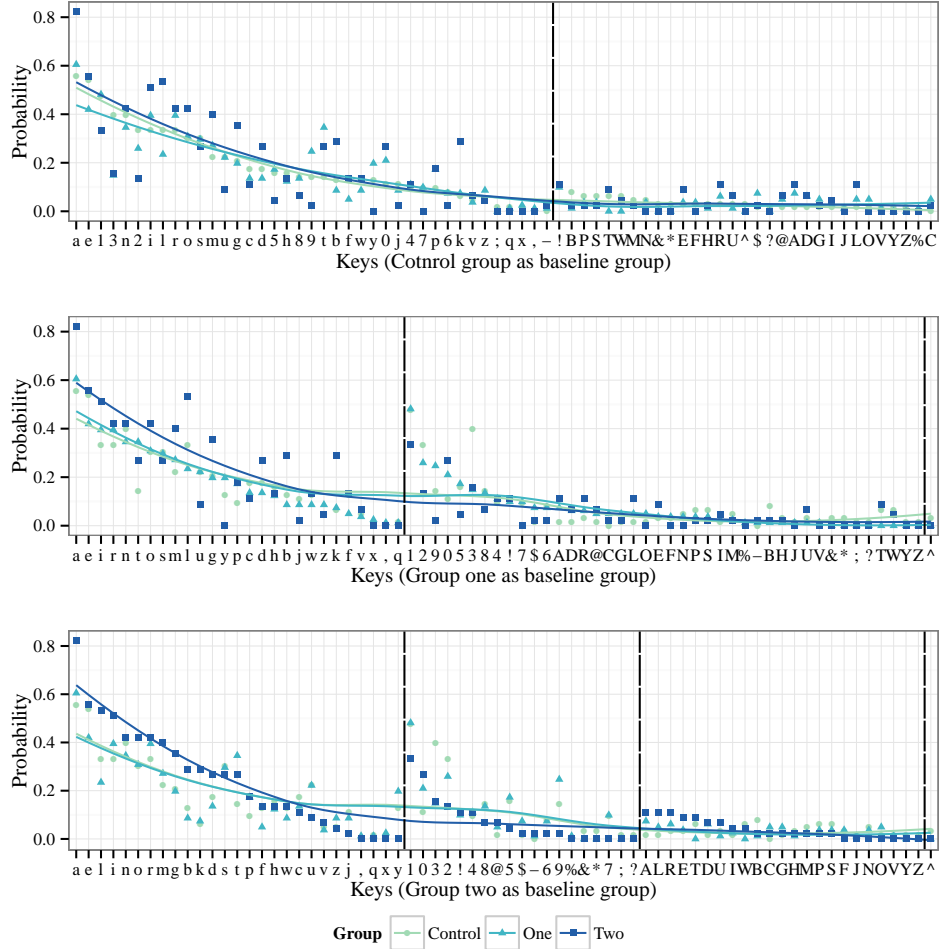 0.8
0.6
0.4
0.2
0.0
Probability
a e 1 3 n 2 i l r o s m u g c d 5 h 8 9 t b f w y 0 j 4 7 p 6 k v z ; q x , – ! B P S T W M N & * E F H R U ^ $ ? @ A D G I J L O V Y Z % C
Keys (Cotnrol group as baseline group)
0.8
0.6
0.4
0.2
0.0
Probability
a e i r n t o s m l u g y p c d h b j w z k f v x , q 1 2 9 0 5 3 8 4 ! 7 $ 6 A D R @ C G L O E F N P S I M % – B H J U V & * ; ? T W Y Z ^
Keys (Group one as baseline group)
0.8
0.6
0.4
0.2
0.0
Probability
a e l i n o r m g b k d s t p f h w c u v z j , q x y 1 0 3 2 ! 4 8 @ 5 $ – 6 9 % & * 7 ; ? A L R E T D U I W B C G H M P S F J N O V Y Z ^
Keys (Group two as baseline group)
Group Control One Two